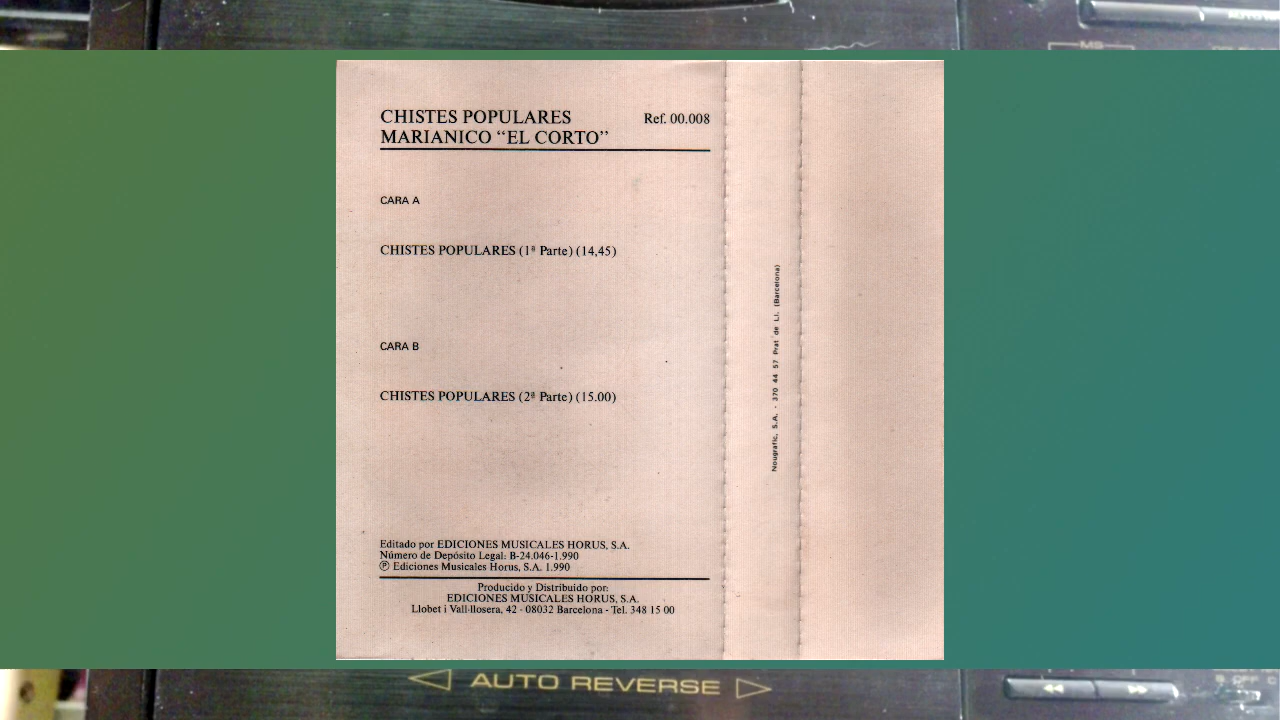 MS
CHISTES POPULARES
MARIANICO “EL CORTO”
Ref. 00.008
CARA A
CHISTES POPULARES (1ª Parte) (14,45)
CARA B
CHISTES POPULARES (2ª Parte) (15.00)
Editado por EDICIONES MUSICALES HORUS, S.A.
Número de Depósito Legal: B-24.046-1.990
Ⓟ Ediciones Musicales Horus, S.A. 1.990
Producido y Distribuido por:
EDICIONES MUSICALES HORUS, S.A.
Llobet i Vall-llosera, 42 - 08032 Barcelona - Tel. 348 15 00
Nougrafic, S.A. - 370 44 57 Prat de Ll. (Barcelona)
AUTO REVERSE